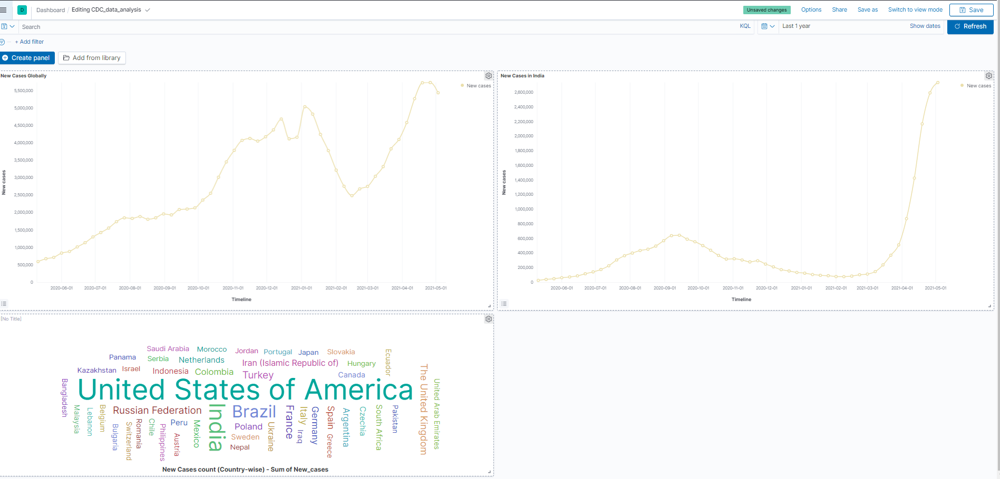 D Dashboard / Editing CDC_data_analysis Unsaved changes Options Share Save as Switch to view mode Save
Search KQL Last 1 year Show dates Refresh
+ Add filter
Create panel Add from library
New Cases Globally
New cases
5,500,000
5,000,000
4,500,000
4,000,000
3,500,000
3,000,000
2,500,000
2,000,000
1,500,000
1,000,000
500,000
0
New cases
2020-06-01 2020-07-01 2020-08-01 2020-09-01 2020-10-01 2020-11-01 2020-12-01 2021-01-01 2021-02-01 2021-03-01 2021-04-01 2021-05-01
Timeline
New Cases in India
New cases
2,600,000
2,400,000
2,200,000
2,000,000
1,800,000
1,600,000
1,400,000
1,200,000
1,000,000
800,000
600,000
400,000
200,000
0
New cases
2020-06-01 2020-07-01 2020-08-01 2020-09-01 2020-10-01 2020-11-01 2020-12-01 2021-01-01 2021-02-01 2021-03-01 2021-04-01 2021-05-01
Timeline
[No Title]
Saudi Arabia
Morocco
Jordan
Portugal
Japan
Slovakia
Ecuador
Panama
Serbia
Netherlands
Iran (Islamic Republic of)
Hungary
Kazakhstan
Israel
Indonesia
Colombia
Turkey
Canada
The United Kingdom
United Arab Emirates
Bangladesh
United States of America
Malaysia
Lebanon
Belgium
Russian Federation
India
Brazil
France
Italy
Germany
Spain
Argentina
Czechia
South Africa
Pakistan
Bulgaria
Switzerland
Romania
Chile
Philippines
Peru
Austria
Mexico
Poland
Sweden
Nepal
Ukraine
Iraq
Greece
New Cases count (Country-wise) - Sum of New_cases